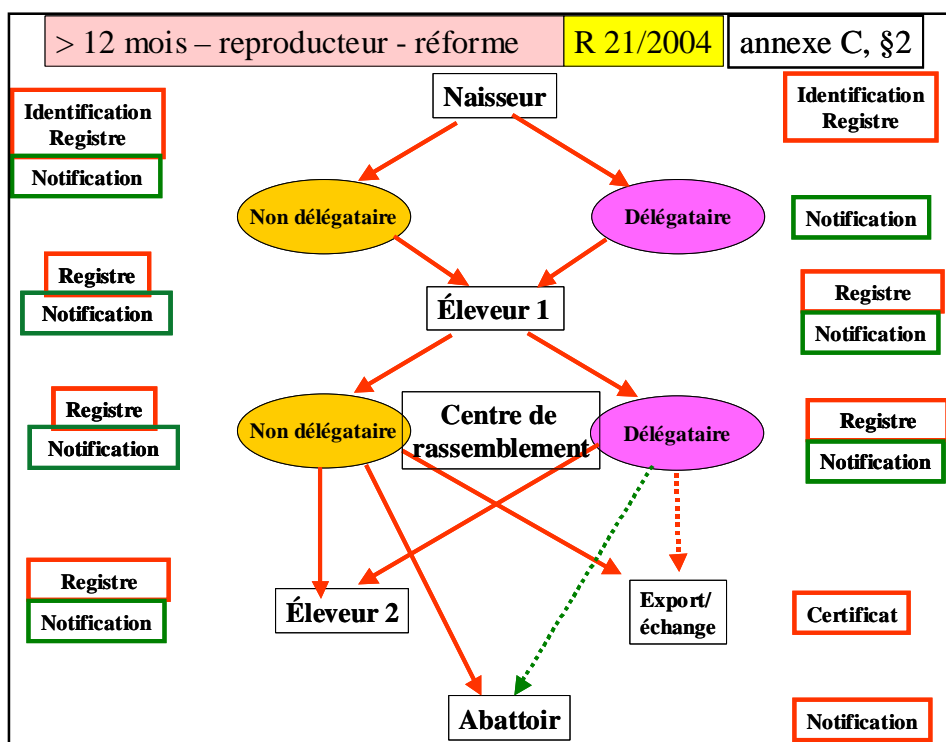 > 12 mois – reproducteur - réforme
R 21/2004
annexe C, §2
Naisseur
Identification
Registre
Notification
Identification
Registre
Non délégataire
Délégataire
Notification
Registre
Notification
Éleveur 1
Registre
Notification
Registre
Notification
Non délégataire
Centre de
rassemblement
Délégataire
Registre
Notification
Registre
Notification
Éleveur 2
Export/
échange
Certificat
Abattoir
Notification